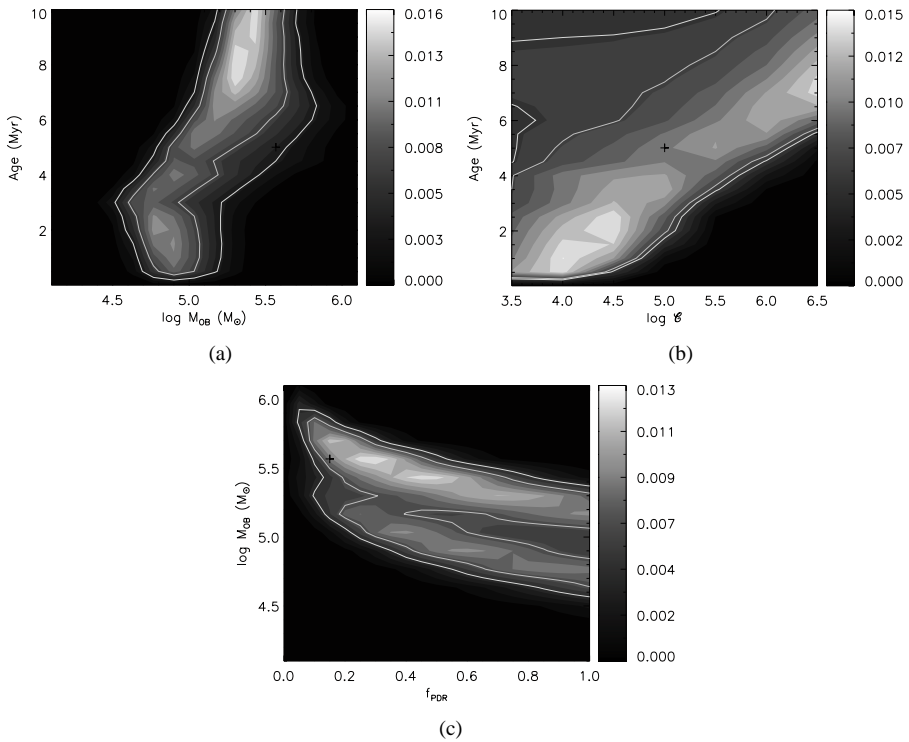 10
8
6
4
2
Age (Myr)
4.5 5.0 5.5 6.0
log M_OB (M_⊙)
0.016
0.013
0.011
0.008
0.005
0.003
0.000
(a)
10
8
6
4
2
Age (Myr)
3.5 4.0 4.5 5.0 5.5 6.0 6.5
log 𝒞
0.015
0.012
0.010
0.007
0.005
0.002
0.000
(b)
6.0
5.5
5.0
4.5
log M_OB (M_⊙)
0.0 0.2 0.4 0.6 0.8 1.0
f_PDR
0.013
0.011
0.009
0.007
0.004
0.002
0.000
(c)